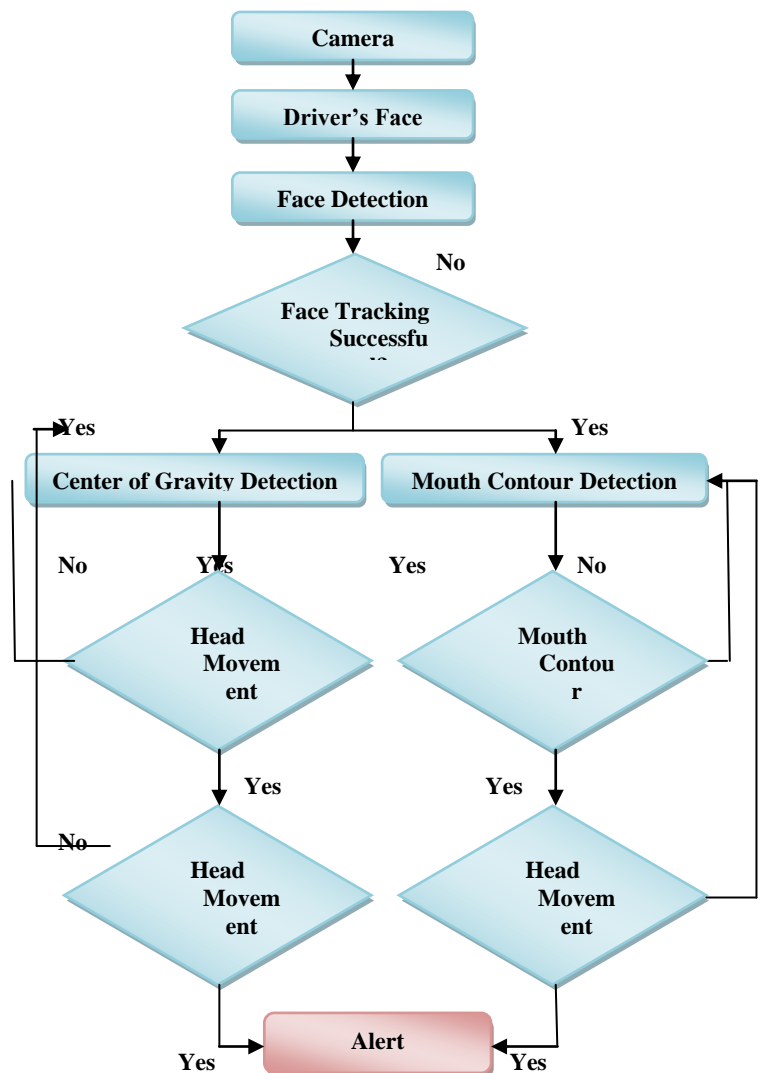 Camera
Driver's Face
Face Detection
No
Face Tracking
Successfu
Yes
Yes
Center of Gravity Detection
Mouth Contour Detection
No
Yes
Yes
No
Head
Movem
ent
Mouth
Contou
r
Yes
Yes
No
Head
Movem
ent
Head
Movem
ent
Alert
Yes
Yes